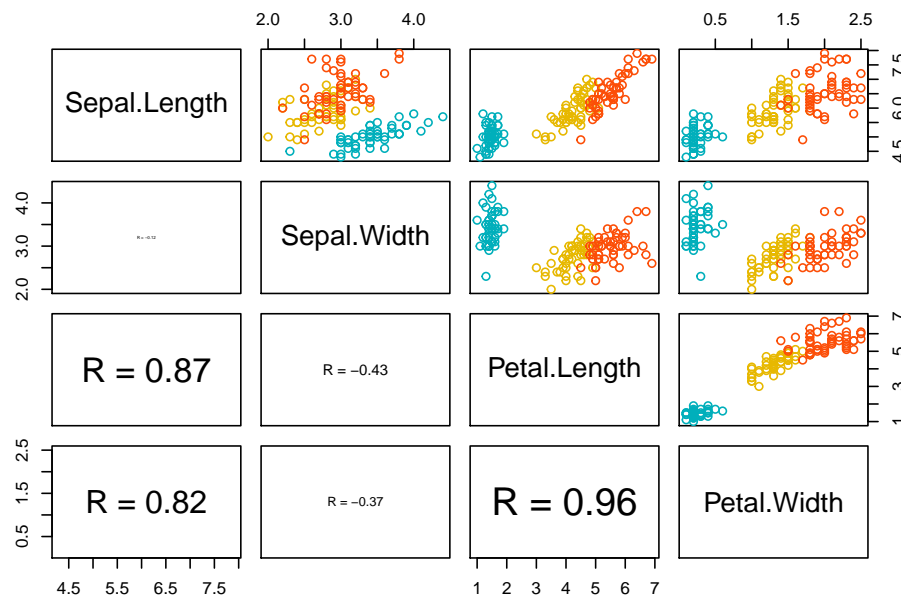 2.0 3.0 4.0
0.5 1.5 2.5
Sepal.Length
4.5 6.0 7.5
2.0 3.0 4.0
R = −0.12
Sepal.Width
R = 0.87
R = −0.43
Petal.Length
1 3 5 7
0.5 1.5 2.5
R = 0.82
R = −0.37
R = 0.96
Petal.Width
4.5 5.5 6.5 7.5
1 2 3 4 5 6 7